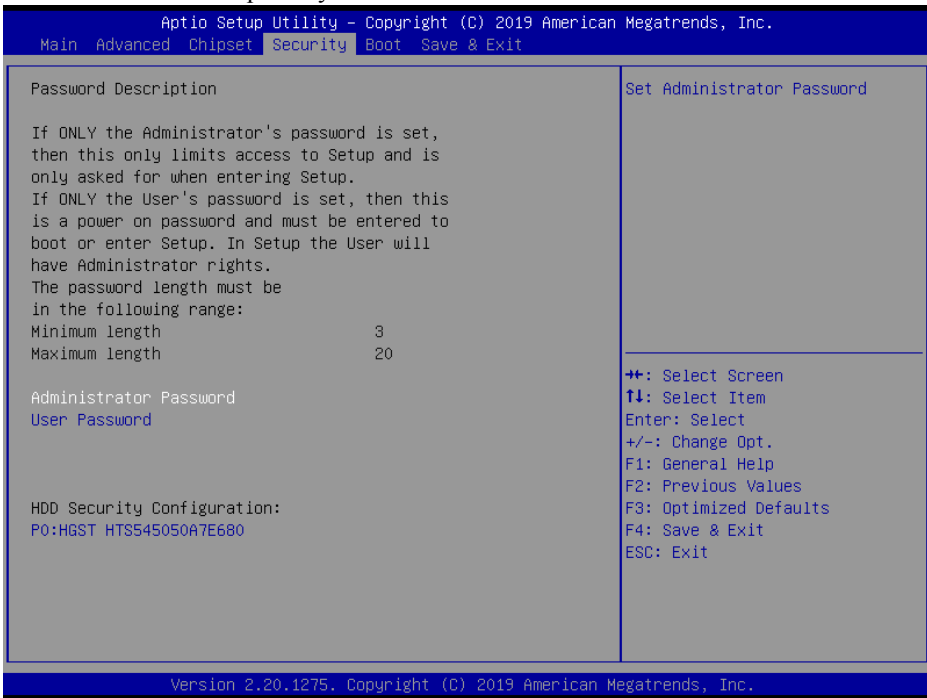 Aptio Setup Utility – Copyright (C) 2019 American Megatrends, Inc.
Main Advanced Chipset Security Boot Save & Exit
Password Description
If ONLY the Administrator's password is set,
then this only limits access to Setup and is
only asked for when entering Setup.
If ONLY the User's password is set, then this
is a power on password and must be entered to
boot or enter Setup. In Setup the User will
have Administrator rights.
The password length must be
in the following range:
Minimum length 3
Maximum length 20
Administrator Password
User Password
HDD Security Configuration:
P0:HGST HTS545050A7E680
Set Administrator Password
→←: Select Screen
↑↓: Select Item
Enter: Select
+/-: Change Opt.
F1: General Help
F2: Previous Values
F3: Optimized Defaults
F4: Save & Exit
ESC: Exit
Version 2.20.1275. Copyright (C) 2019 American Megatrends, Inc.